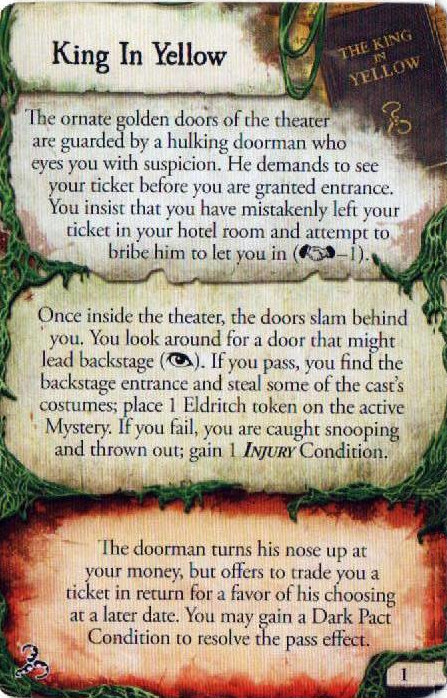 King In Yellow
THE KING
IN
YELLOW
The ornate golden doors of the theater
are guarded by a hulking doorman who
eyes you with suspicion. He demands to see
your ticket before you are granted entrance.
You insist that you have mistakenly left your
ticket in your hotel room and attempt to
bribe him to let you in (–1).
Once inside the theater, the doors slam behind
you. You look around for a door that might
lead backstage (). If you pass, you find the
backstage entrance and steal some of the cast's
costumes; place 1 Eldritch token on the active
Mystery. If you fail, you are caught snooping
and thrown out; gain 1 INJURY Condition.
The doorman turns his nose up at
your money, but offers to trade you a
ticket in return for a favor of his choosing
at a later date. You may gain a Dark Pact
Condition to resolve the pass effect.
1